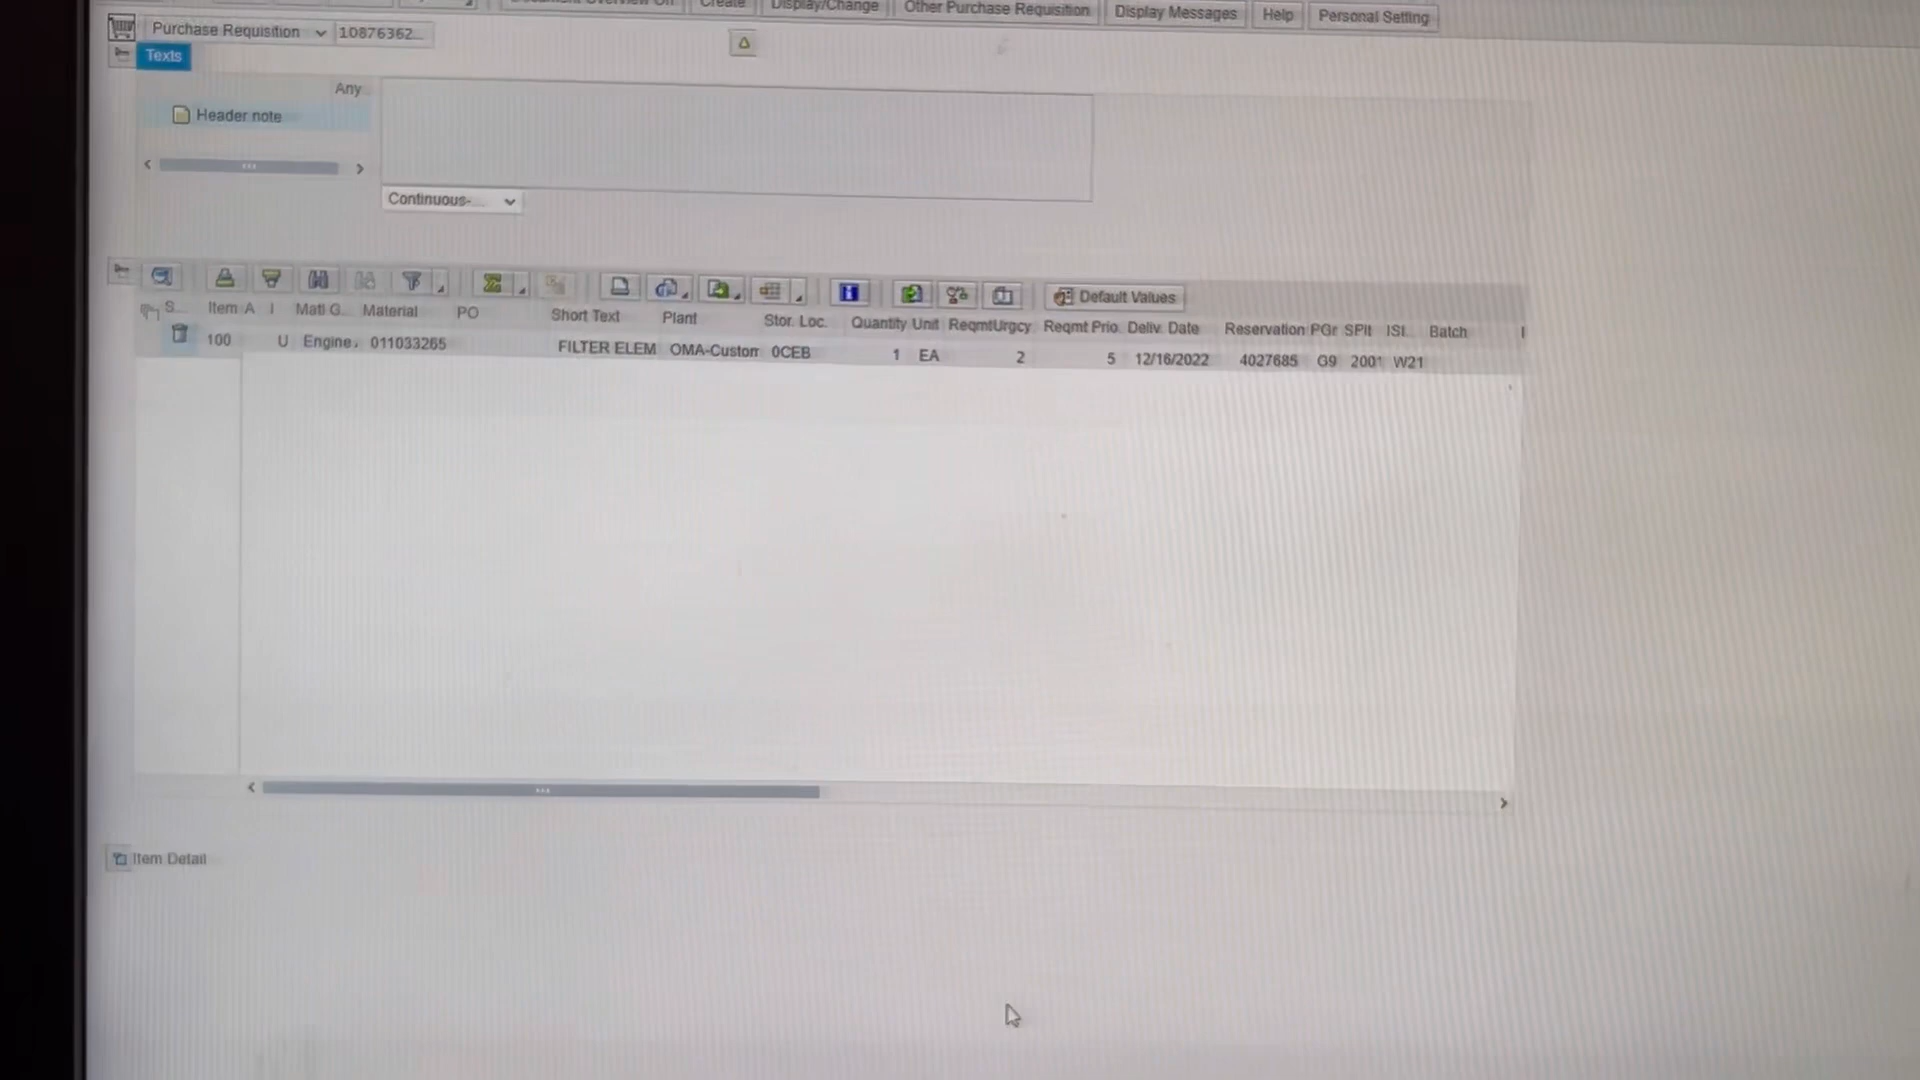 Create Display/Change Other Purchase Requisition Display Messages Help Personal Setting
Purchase Requisition 10876362...
Texts
Any
Header note
Continuous-...
Default Values
S... Item A I Matl G... Material PO Short Text Plant Stor. Loc. Quantity Unit ReqmtUrgcy Reqmt Prio. Deliv. Date Reservation PGr SPlt ISt... Batch
100 U Engine. 011033265 FILTER ELEM OMA-Custom 0CEB 1 EA 2 5 12/16/2022 4027685 G9 2001 W21
Item Detail